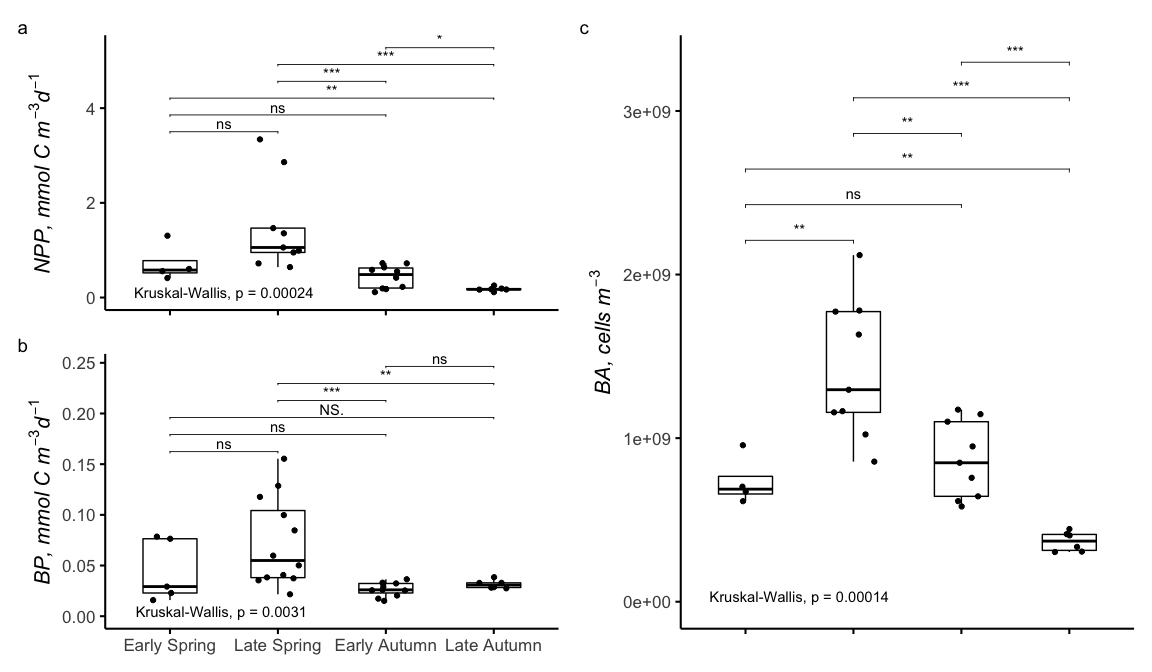 a
NPP, mmol C m⁻³d⁻¹
4
2
0
*
***
***
**
ns
ns
Kruskal-Wallis, p = 0.00024
b
BP, mmol C m⁻³d⁻¹
0.25
0.20
0.15
0.10
0.05
0.00
ns
**
***
NS.
ns
ns
Kruskal-Wallis, p = 0.0031
Early Spring Late Spring Early Autumn Late Autumn
c
BA, cells m⁻³
3e+09
2e+09
1e+09
0e+00
***
***
**
**
ns
**
Kruskal-Wallis, p = 0.00014